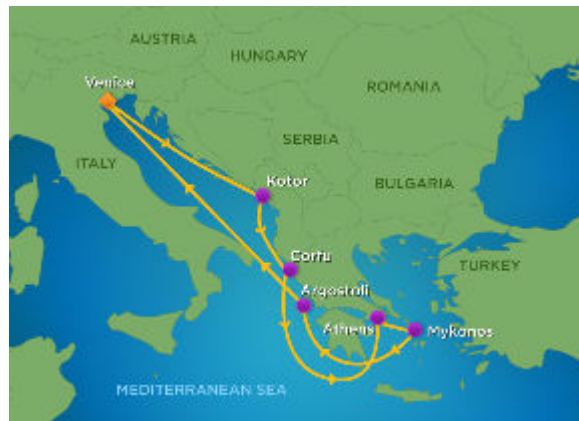 AUSTRIA
HUNGARY
Venice
ROMANIA
SERBIA
ITALY
Kotor
BULGARIA
Corfu
TURKEY
Argostoli
Athens
Mykonos
MEDITERRANEAN SEA